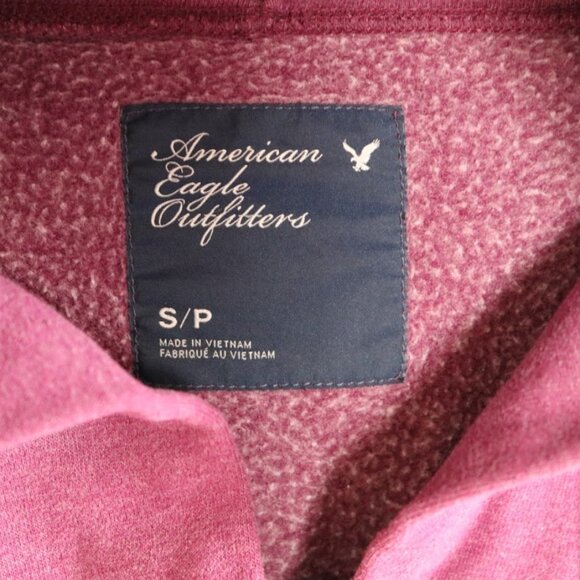 American
Eagle
Outfitters
S/P
MADE IN VIETNAM
FABRIQUÉ AU VIETNAM